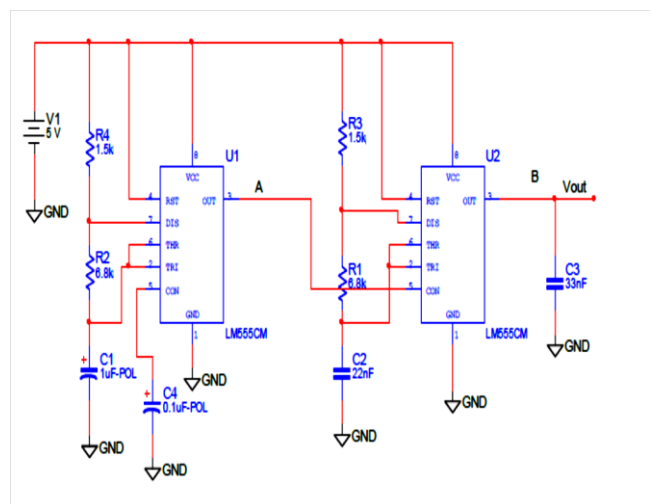 V1
5 V
GND
R4
1.5k
R2
6.8k
C1
1uF-POL
GND
C4
0.1uF-POL
GND
U1
8
VCC
4
RST
OUT
3
7
DIS
6
THR
2
TRI
5
CON
GND
1
LM555CM
GND
A
R3
1.5k
R1
6.8k
C2
22nF
GND
U2
8
VCC
4
RST
OUT
3
7
DIS
6
THR
2
TRI
5
CON
GND
1
LM555CM
GND
B
Vout
C3
33nF
GND